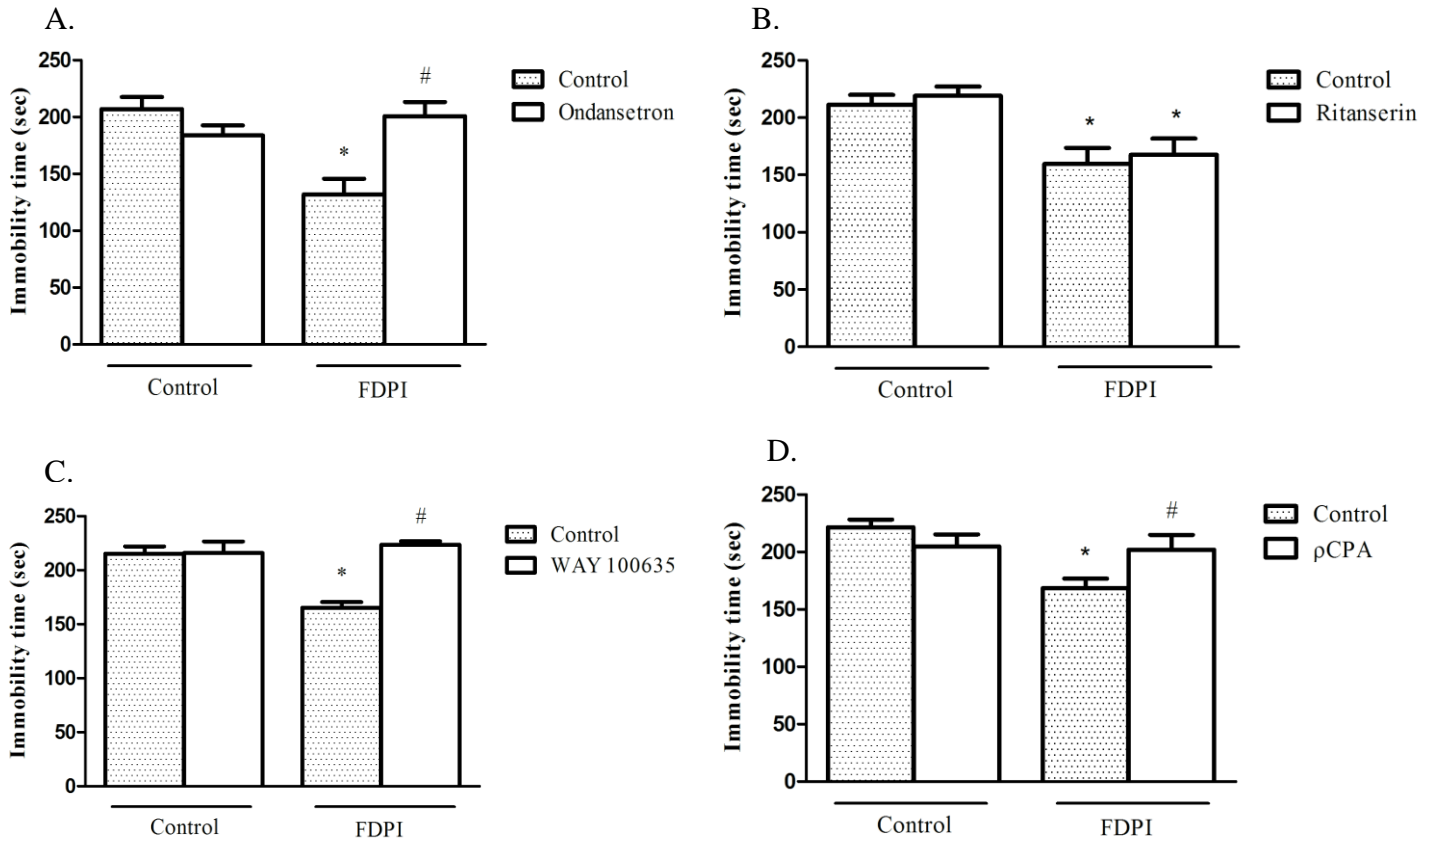 A.
Immobility time (sec)
250
200
150
100
50
0
*
#
Control
Ondansetron
Control
FDPI
B.
Immobility time (sec)
250
200
150
100
50
0
*
*
Control
Ritanserin
Control
FDPI
C.
Immobility time (sec)
250
200
150
100
50
0
*
#
Control
WAY 100635
Control
FDPI
D.
Immobility time (sec)
250
200
150
100
50
0
*
#
Control
ρCPA
Control
FDPI